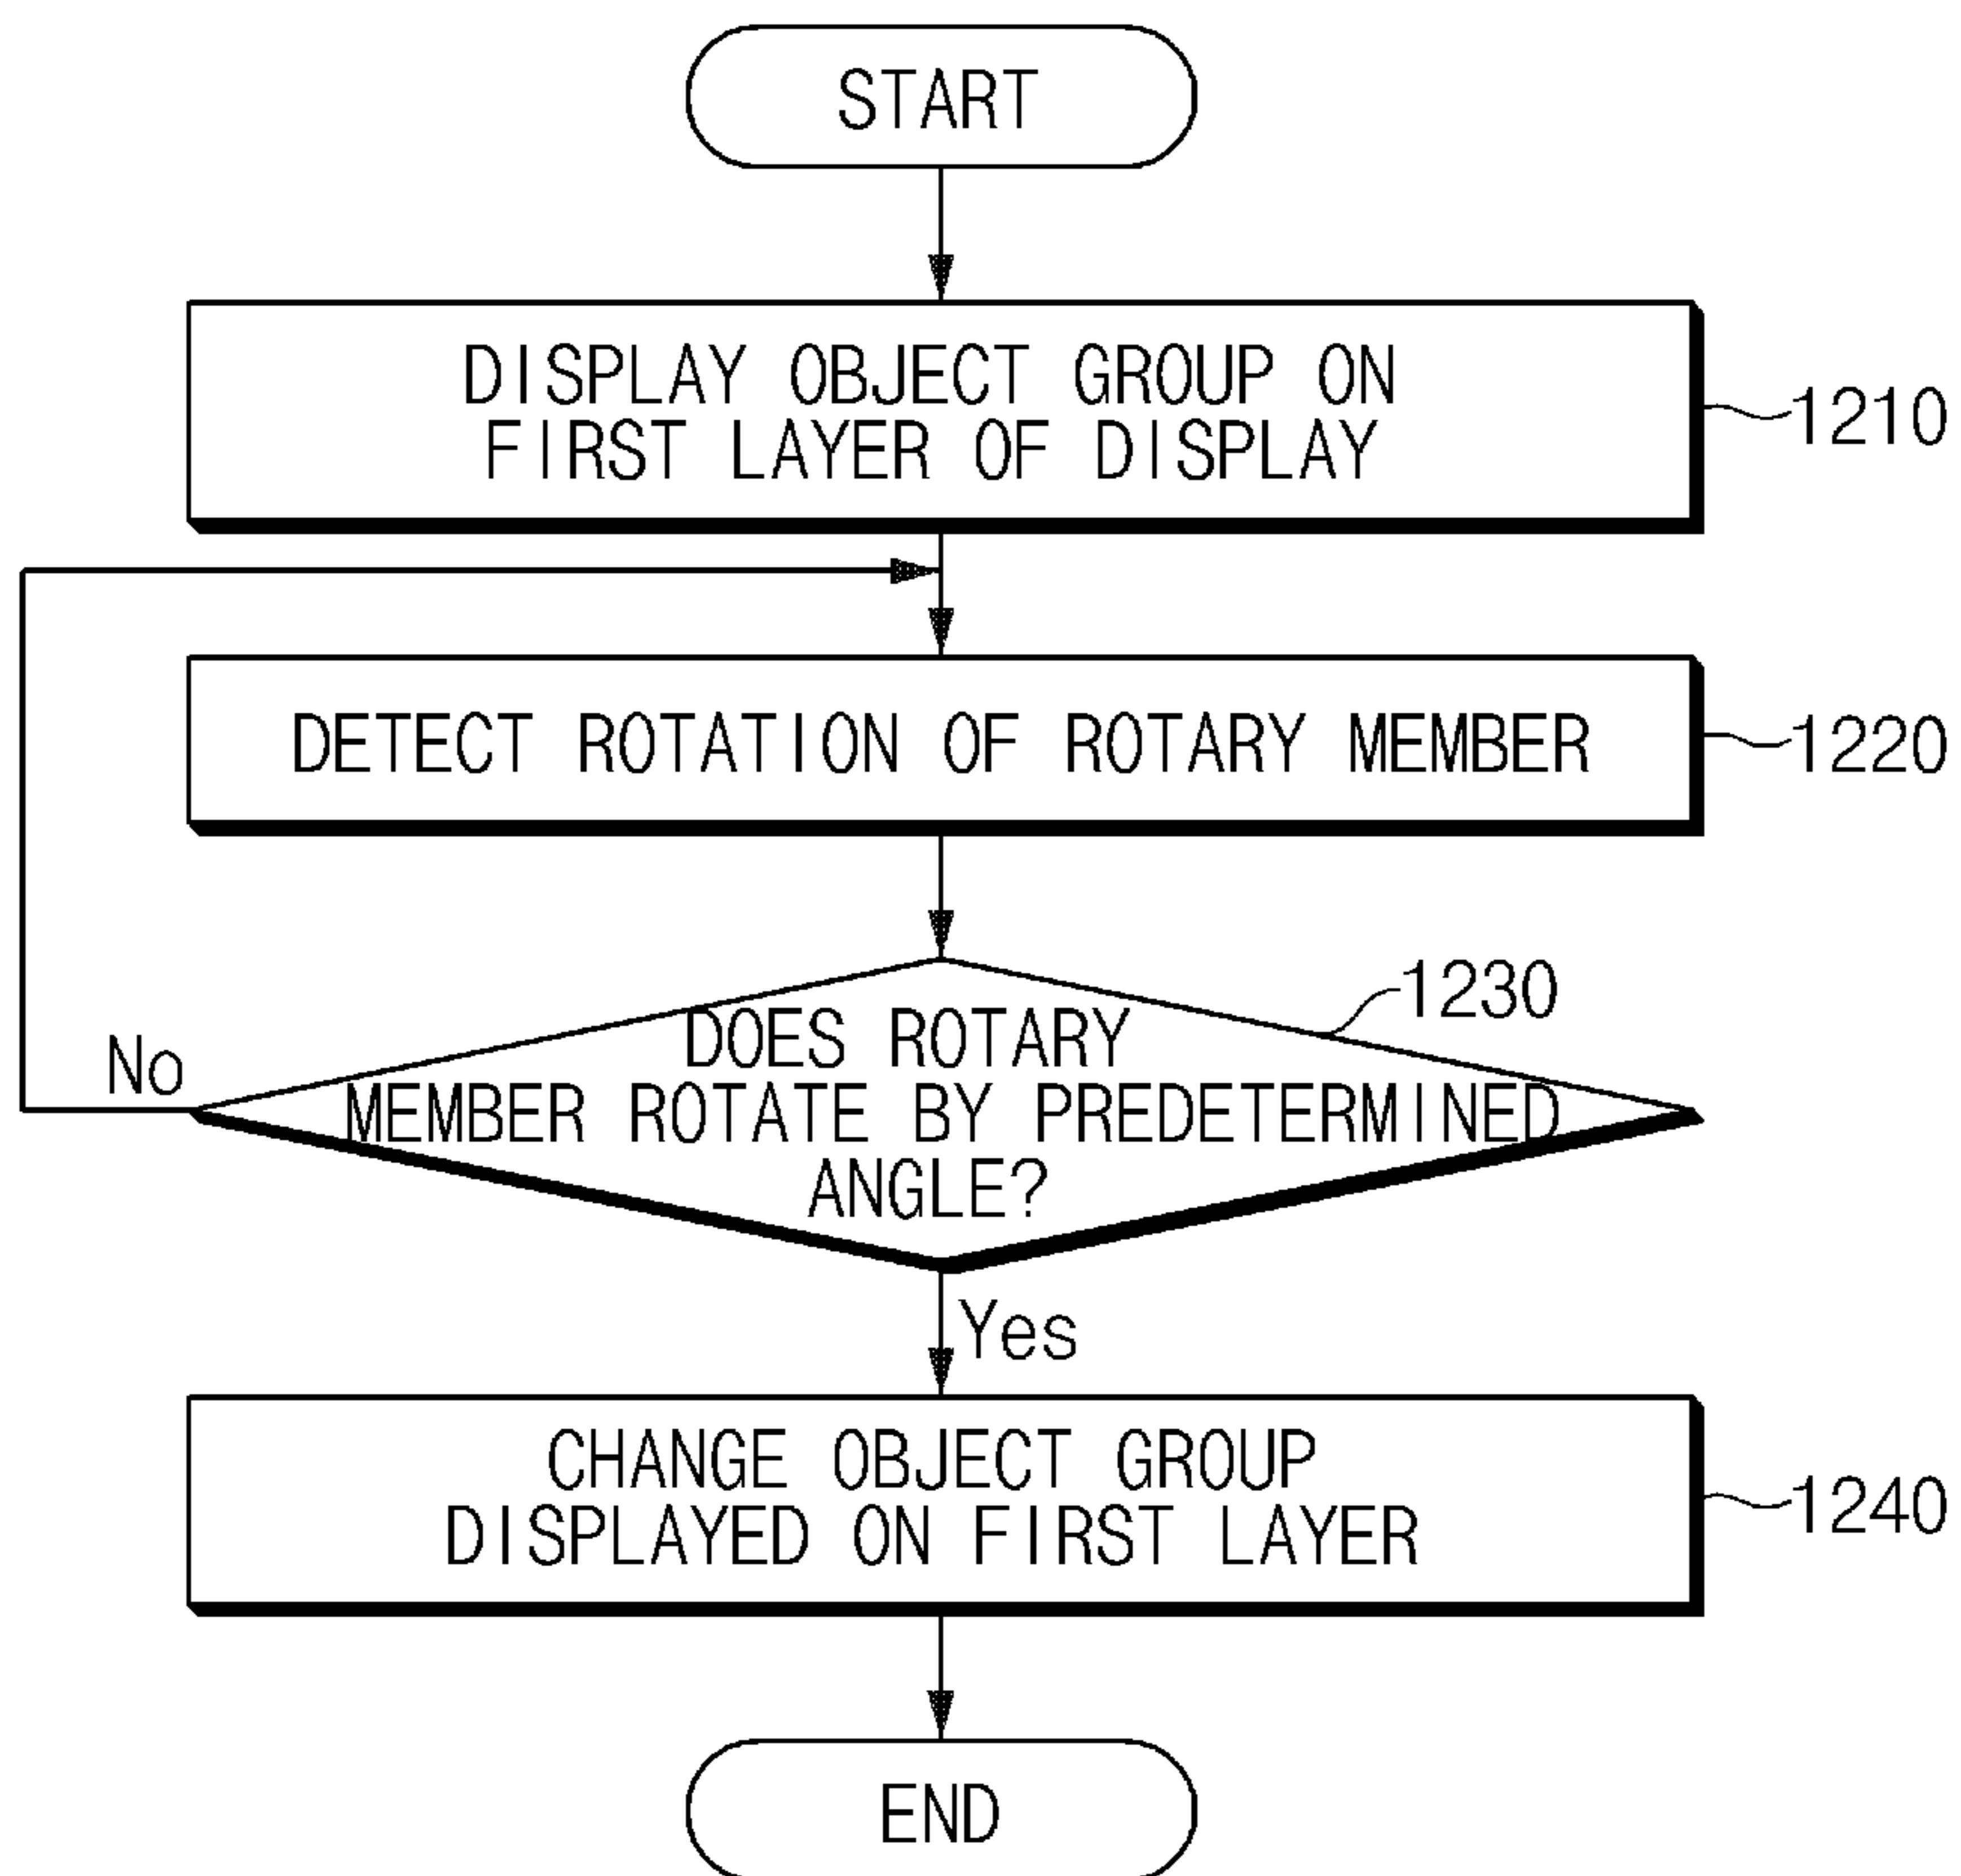 START
DISPLAY OBJECT GROUP ON
FIRST LAYER OF DISPLAY
1210
DETECT ROTATION OF ROTARY MEMBER
1220
1230
DOES ROTARY
No
MEMBER ROTATE BY PREDETERMINED
ANGLE?
Yes
CHANGE OBJECT GROUP
DISPLAYED ON FIRST LAYER
1240
END